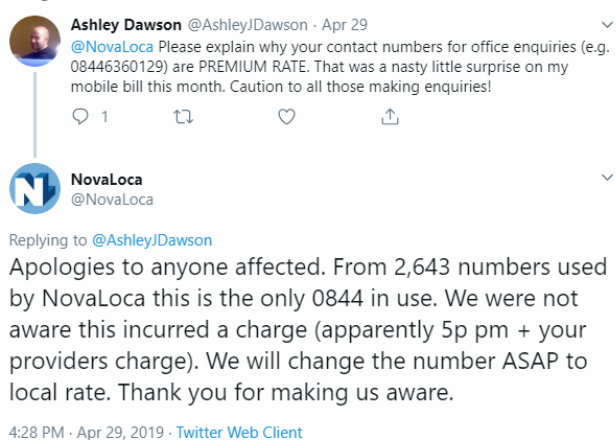 Ashley Dawson @AshleyJDawson · Apr 29
@NovaLoca Please explain why your contact numbers for office enquiries (e.g.
08446360129) are PREMIUM RATE. That was a nasty little surprise on my
mobile bill this month. Caution to all those making enquiries!
1
N
NovaLoca
@NovaLoca
Replying to @AshleyJDawson
Apologies to anyone affected. From 2,643 numbers used
by NovaLoca this is the only 0844 in use. We were not
aware this incurred a charge (apparently 5p pm + your
providers charge). We will change the number ASAP to
local rate. Thank you for making us aware.
4:28 PM · Apr 29, 2019 · Twitter Web Client